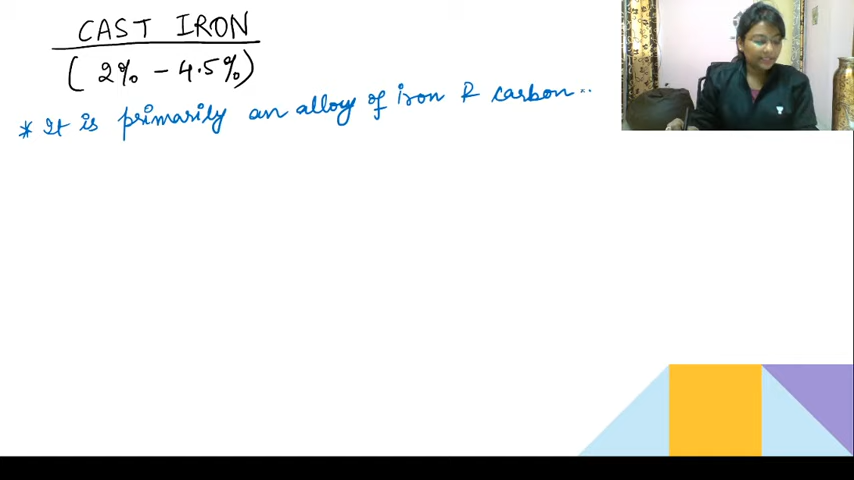 CAST IRON
(2% - 4.5%)
* It is primarily an alloy of iron & carbon..